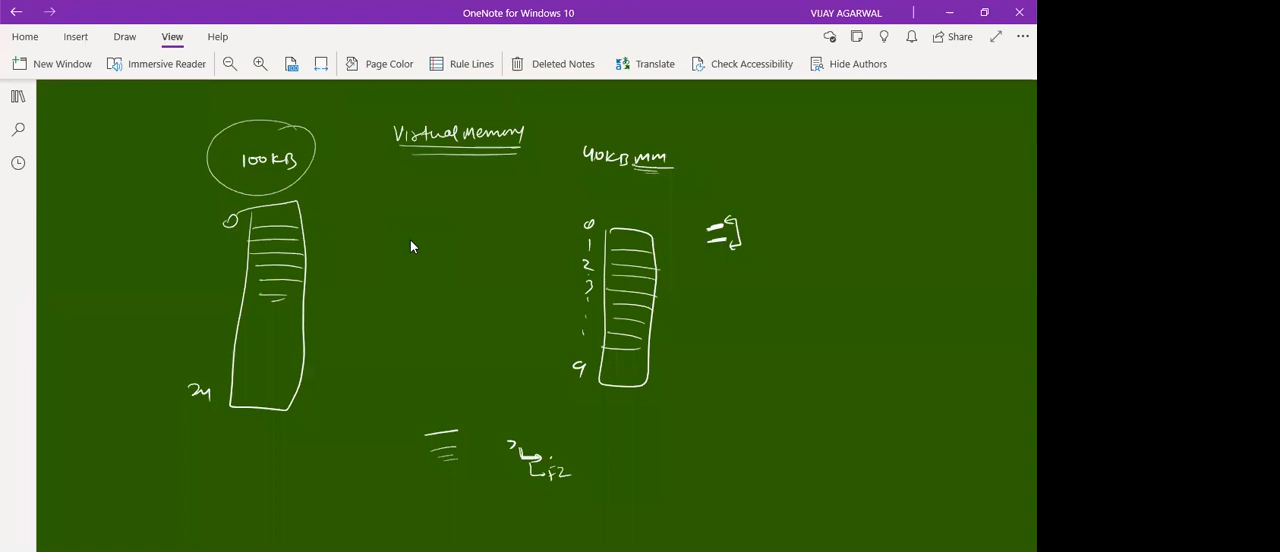 OneNote for Windows 10
VIJAY AGARWAL
Home Insert Draw View Help
Share
New Window Immersive Reader Page Color Rule Lines Deleted Notes Translate Check Accessibility Hide Authors
Virtual Memory
100KB
40KB MM
0
0
1
2
3
9
24
F2